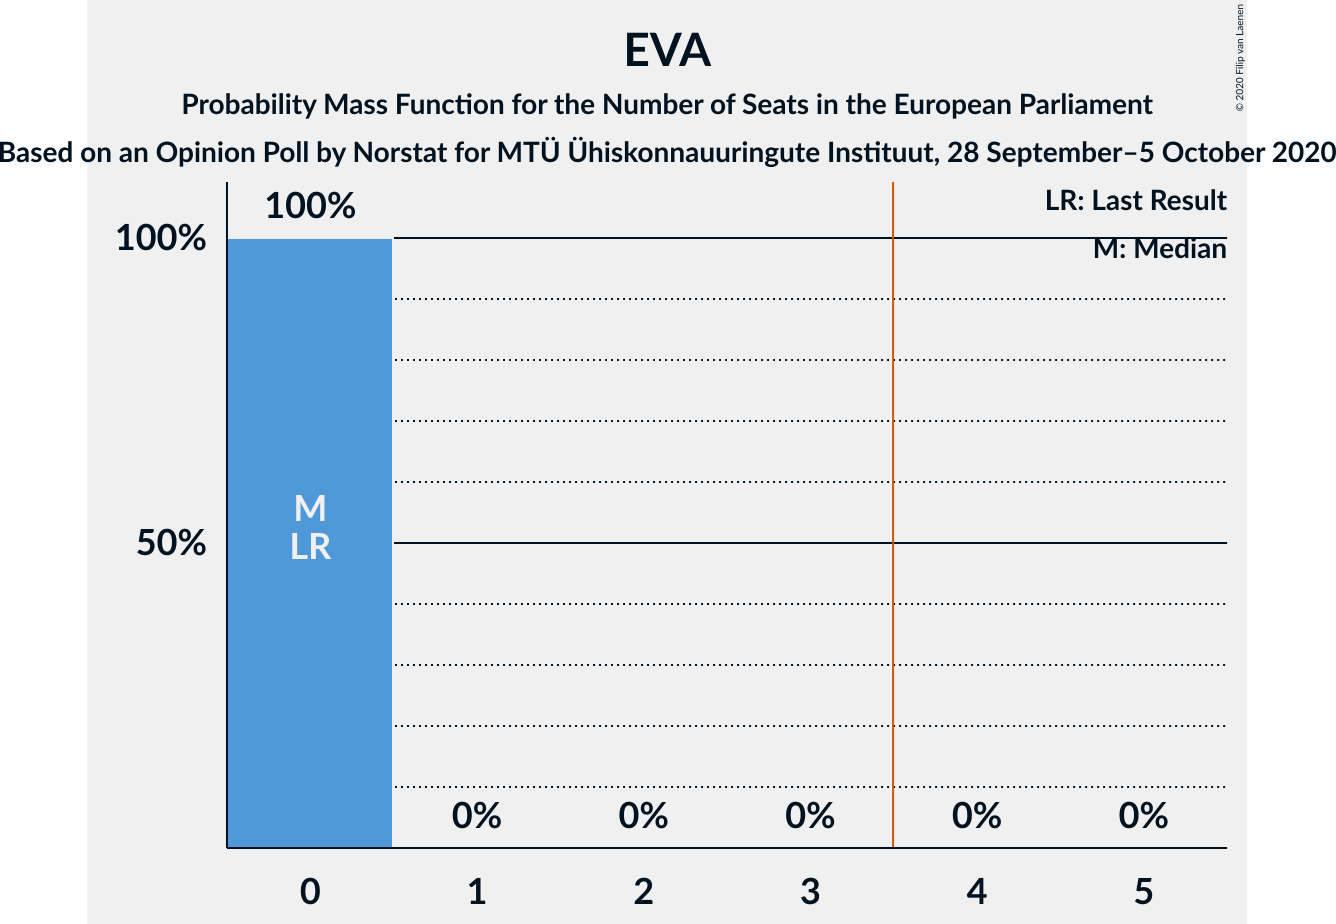 EVA
Probability Mass Function for the Number of Seats in the European Parliament
Based on an Opinion Poll by Norstat for MTÜ Ühiskonnauuringute Instituut, 28 September–5 October 2020
© 2020 Filip van Laenen
LR: Last Result
M: Median
100%
100%
50%
M
LR
0%
0%
0%
0%
0%
0
1
2
3
4
5